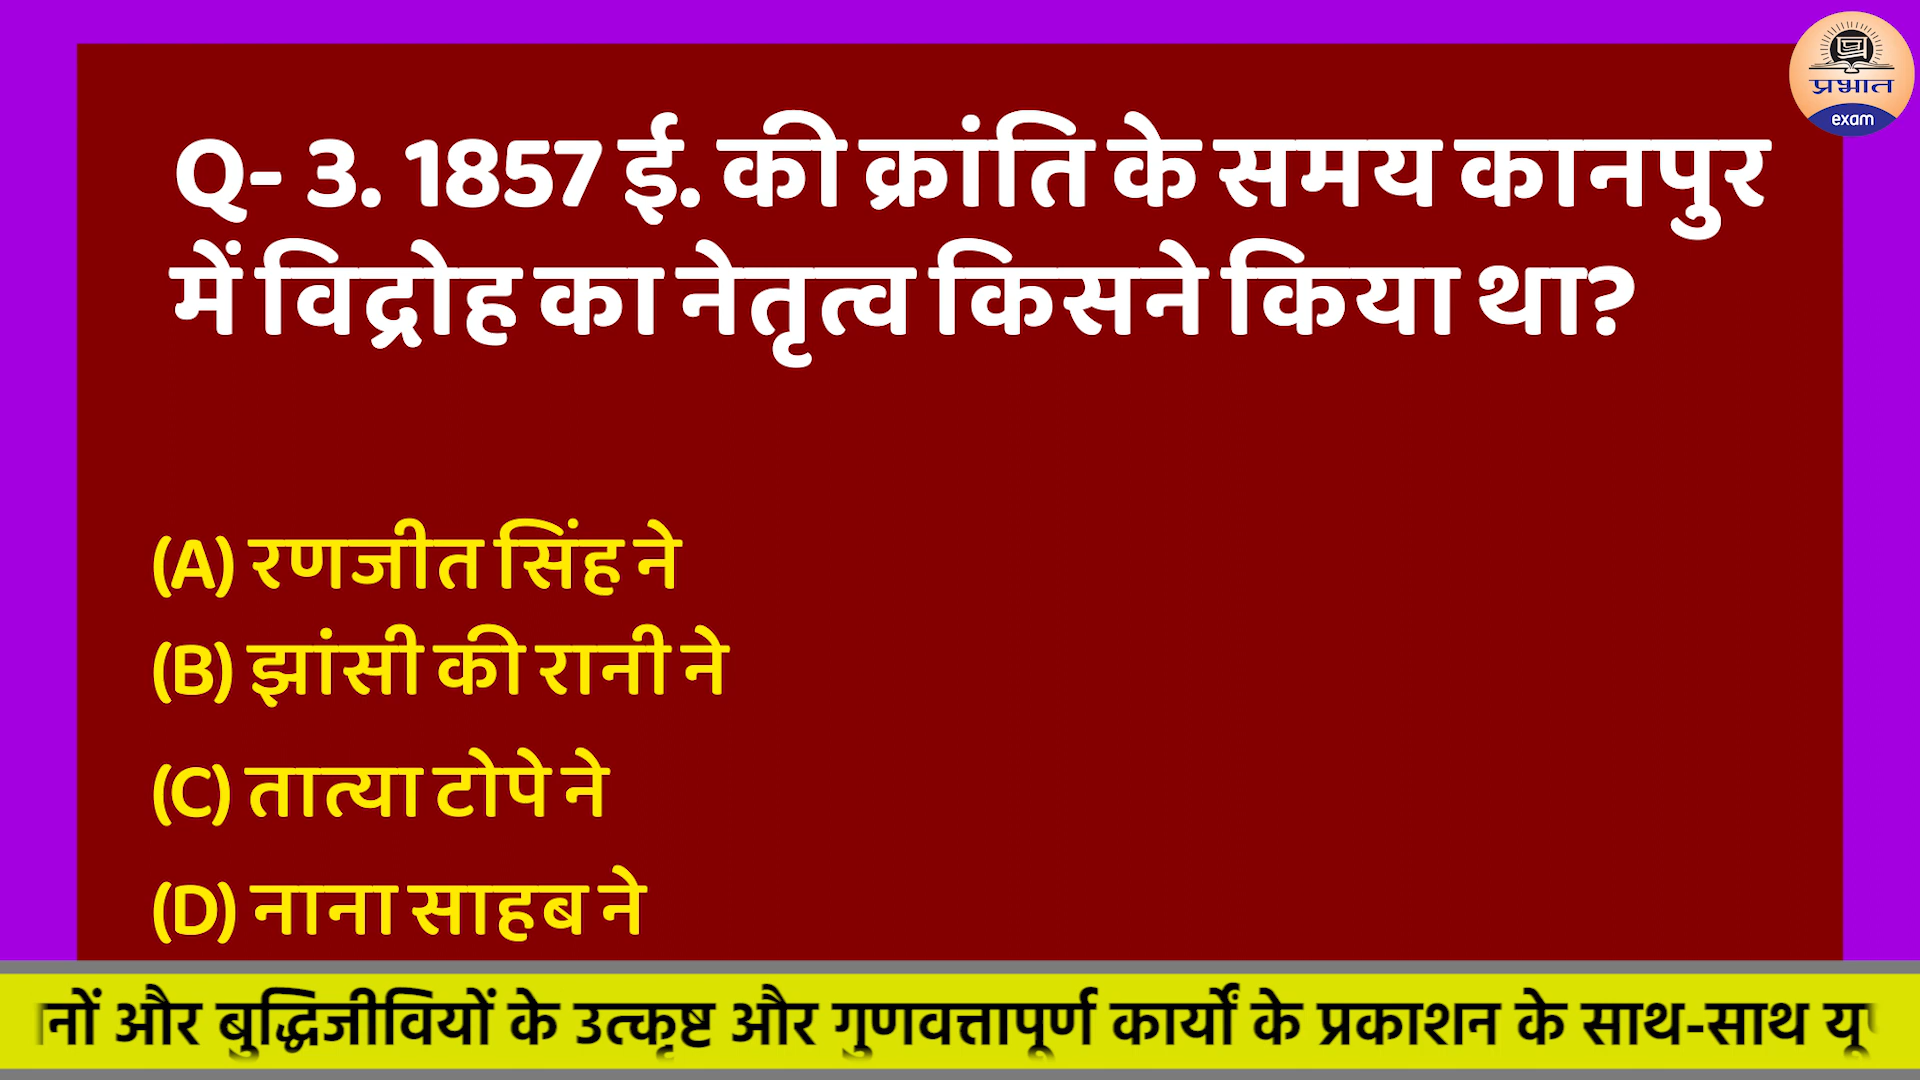 प्रभात
exam
Q- 3. 1857 ई. की क्रांति के समय कानपुर
में विद्रोह का नेतृत्व किसने किया था?
(A) रणजीत सिंह ने
(B) झांसी की रानी ने
(C) तात्या टोपे ने
(D) नाना साहब ने
और बुद्धिजीवियों के उत्कृष्ट और गुणवत्तापूर्ण कार्यों के प्रकाशन के साथ-साथ